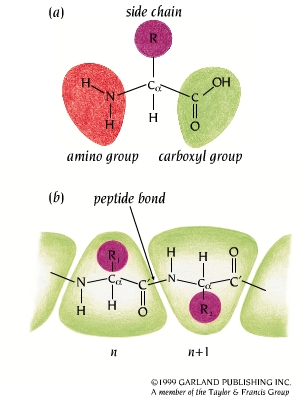 (a) side chain
R
H
N
H
Cα
H
C
OH
O
amino group carboxyl group
(b) peptide bond
R1
N
H
Cα
H
C'
O
H
N
H
Cα
R2
O
C'
n n+1
©1999 GARLAND PUBLISHING INC.
A member of the Taylor & Francis Group